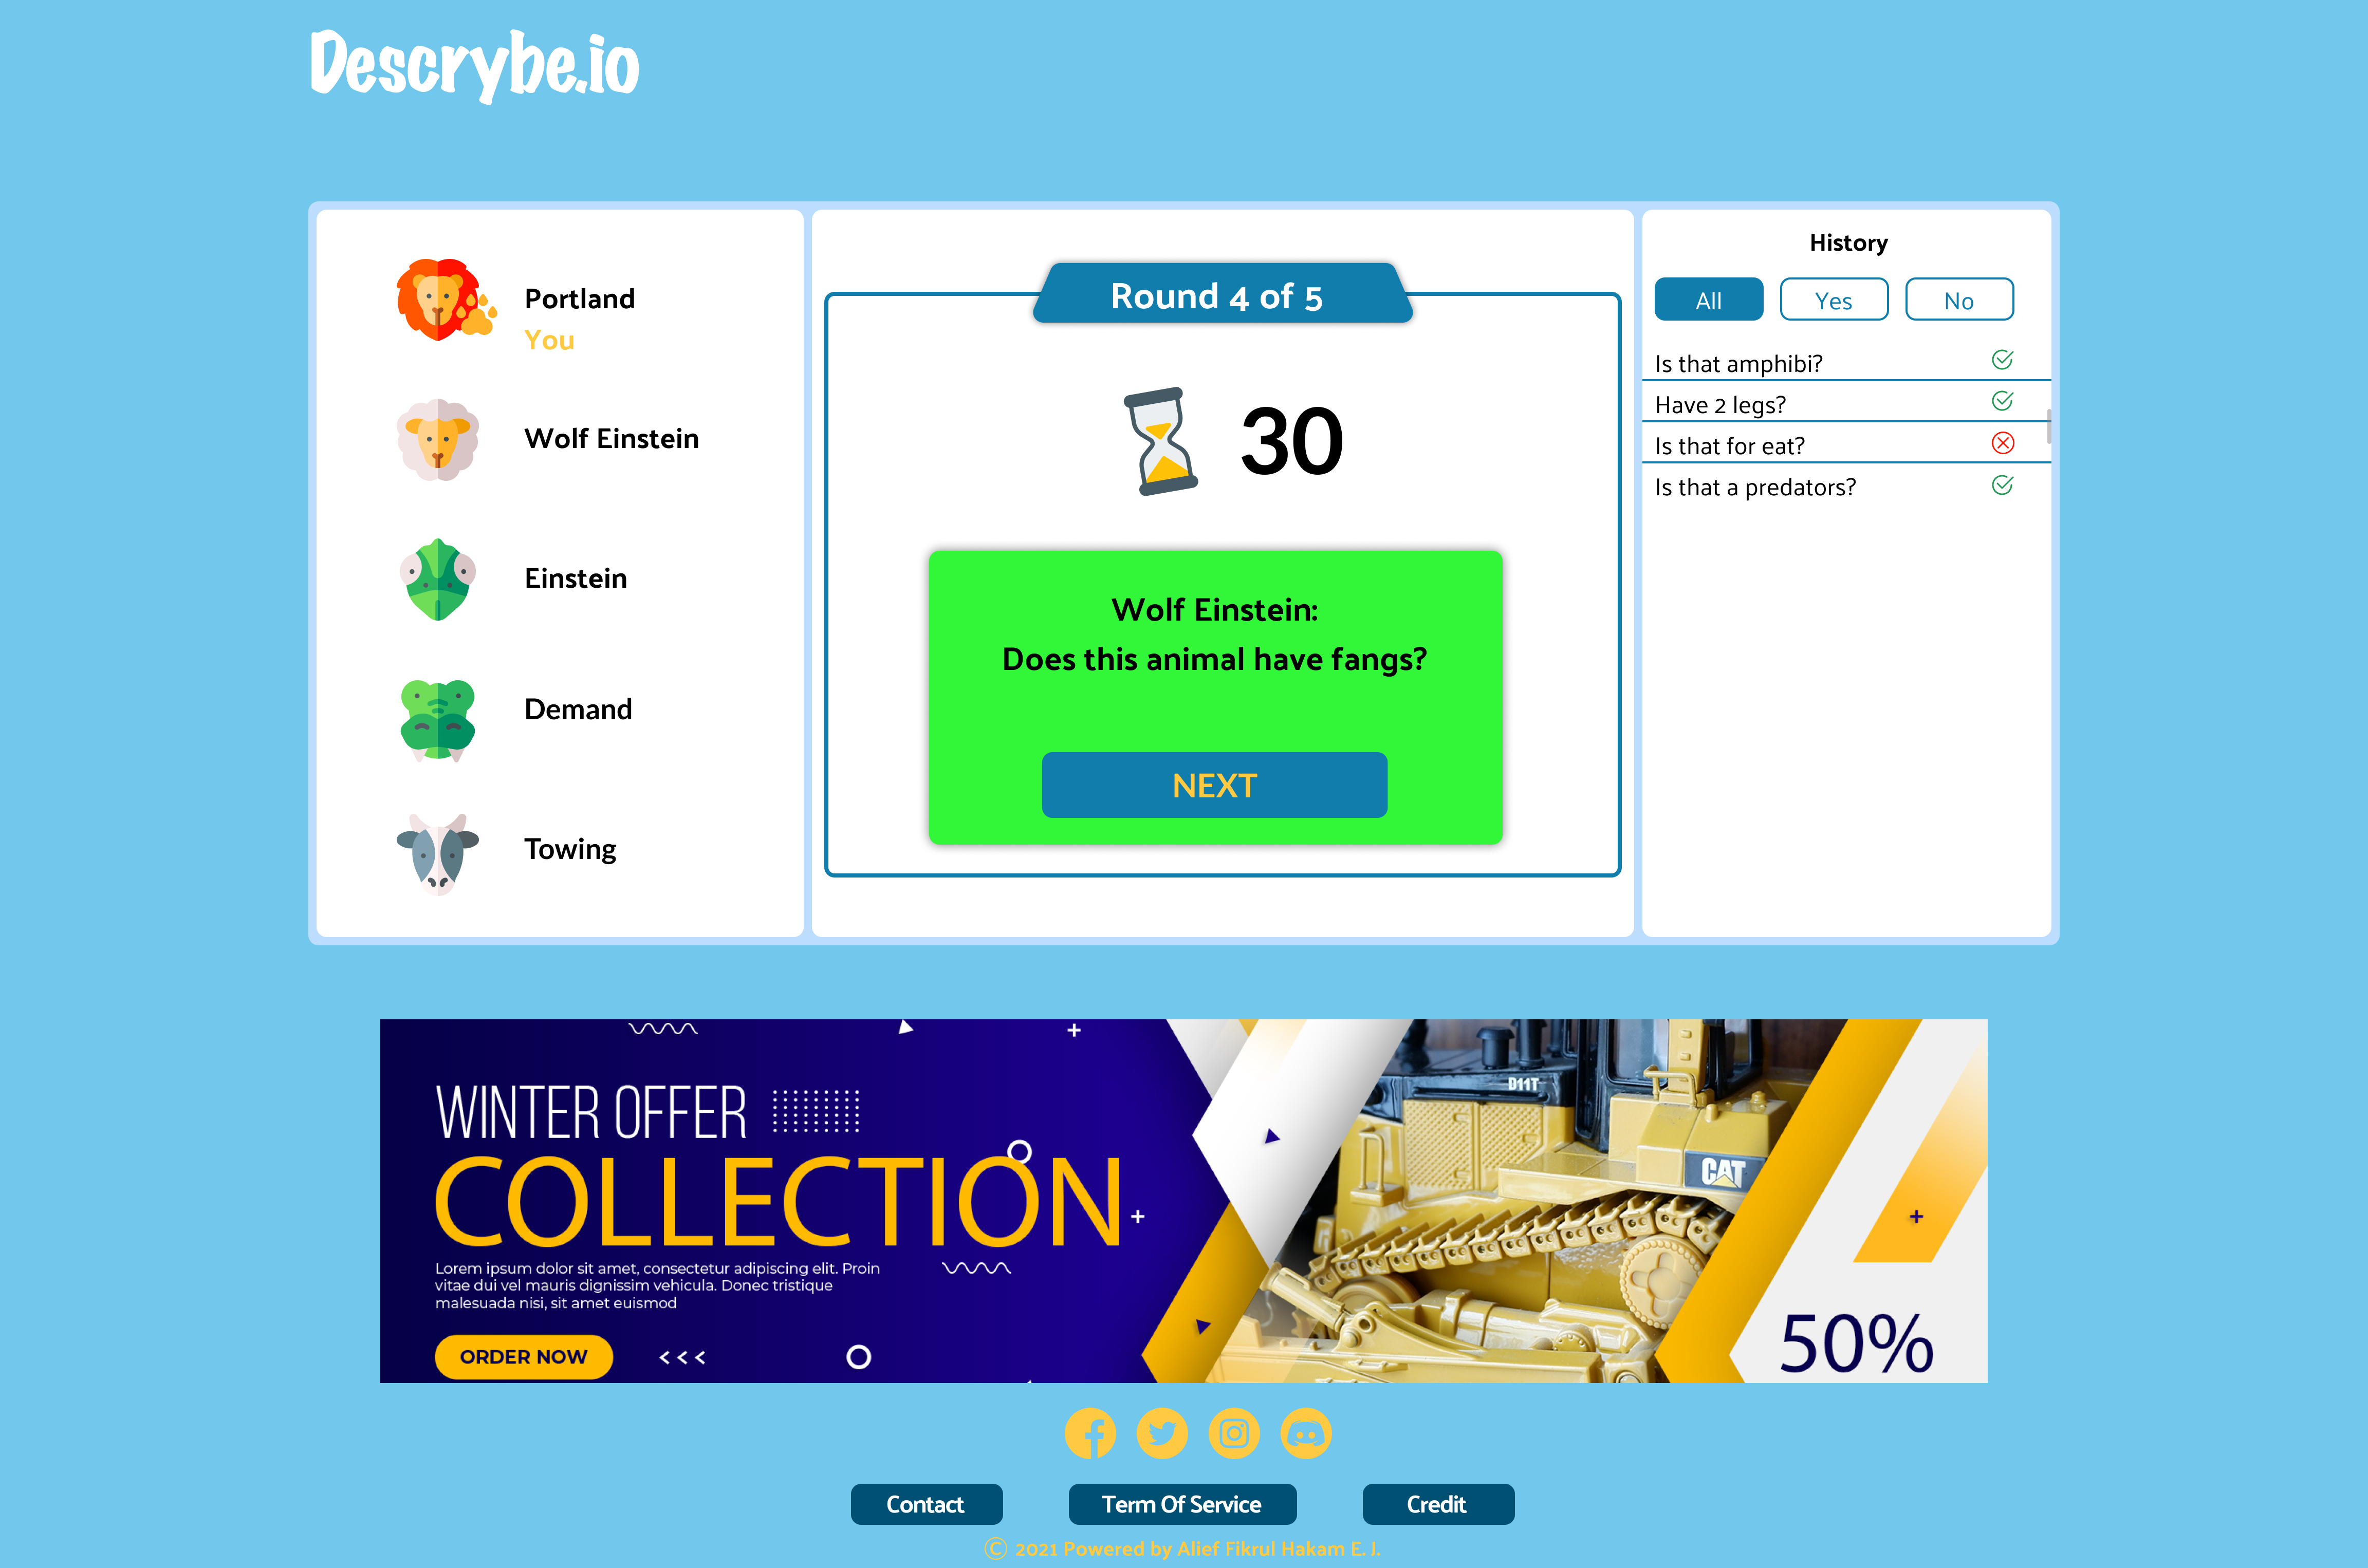 Descrybe.io
Portland
You
Wolf Einstein
Einstein
Demand
Towing
Round 4 of 5
30
Wolf Einstein:
Does this animal have fangs?
NEXT
History
All Yes No
Is that amphibi?
Have 2 legs?
Is that for eat?
Is that a predators?
WINTER OFFER
COLLECTION
Lorem ipsum dolor sit amet, consectetur adipiscing elit. Proin
vitae dui vel mauris dignissim vehicula. Donec tristique
malesuada nisi, sit amet euismod
ORDER NOW
D11T
CAT
50%
Contact Term Of Service Credit
© 2021 Powered by Alief Fikrul Hakam E. J.